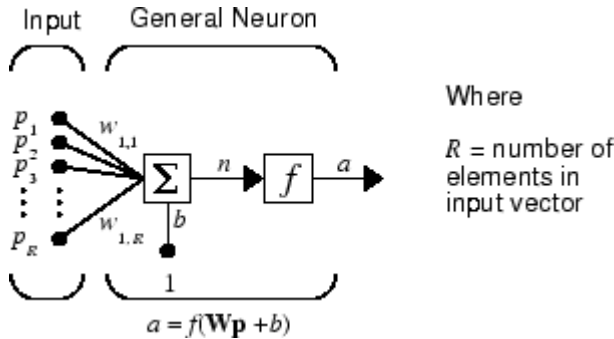 Input General Neuron
p1
p2
p3
pR
w1,1
w1,R
Σ
n
f
a
b
1
a = f(Wp +b)
Where
R = number of
elements in
input vector